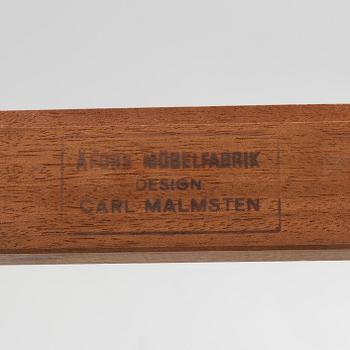 ÅFORS MÖBELFABRIK
DESIGN
CARL MALMSTEN